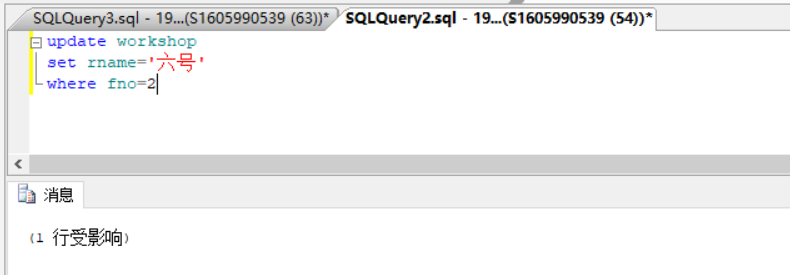 SQLQuery3.sql - 19...(S1605990539 (63))* SQLQuery2.sql - 19...(S1605990539 (54))*
update workshop
set rname='六号'
where fno=2
消息
(1 行受影响)